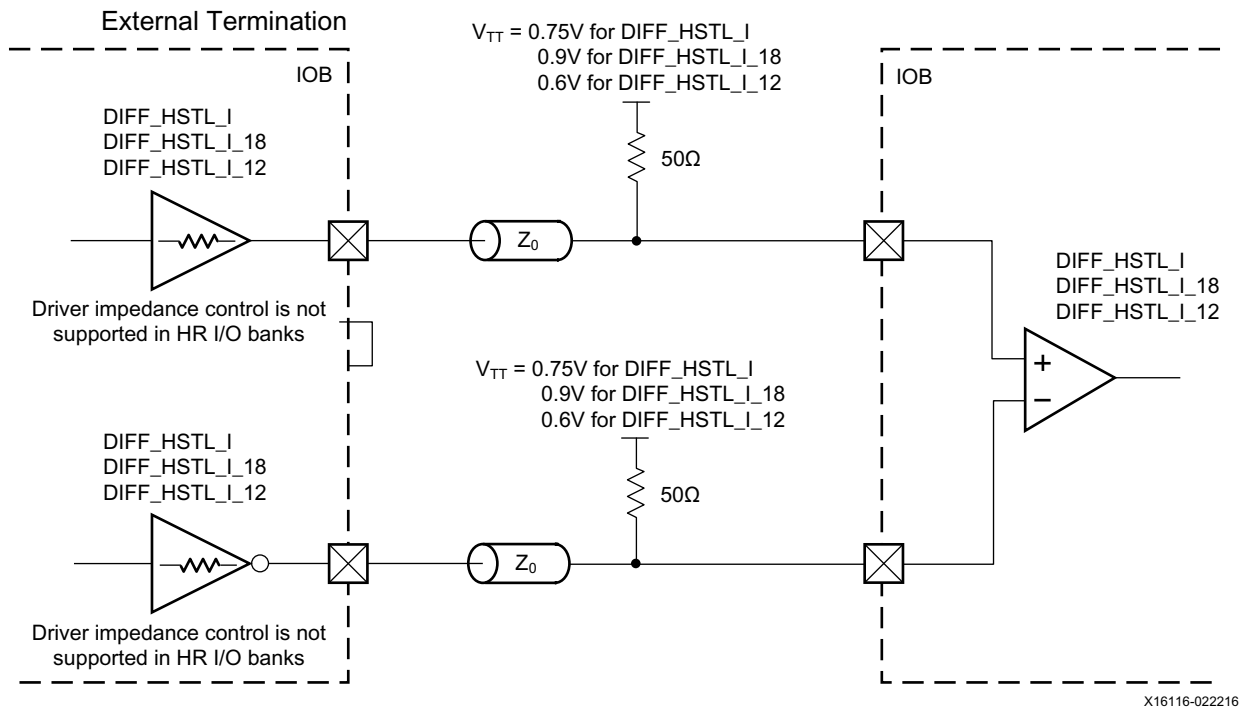 External Termination
IOB
DIFF_HSTL_I
DIFF_HSTL_I_18
DIFF_HSTL_I_12
Driver impedance control is not
supported in HR I/O banks
V_TT = 0.75V for DIFF_HSTL_I
0.9V for DIFF_HSTL_I_18
0.6V for DIFF_HSTL_I_12
50Ω
Z₀
IOB
DIFF_HSTL_I
DIFF_HSTL_I_18
DIFF_HSTL_I_12
+
−
DIFF_HSTL_I
DIFF_HSTL_I_18
DIFF_HSTL_I_12
Driver impedance control is not
supported in HR I/O banks
V_TT = 0.75V for DIFF_HSTL_I
0.9V for DIFF_HSTL_I_18
0.6V for DIFF_HSTL_I_12
50Ω
Z₀
X16116-022216